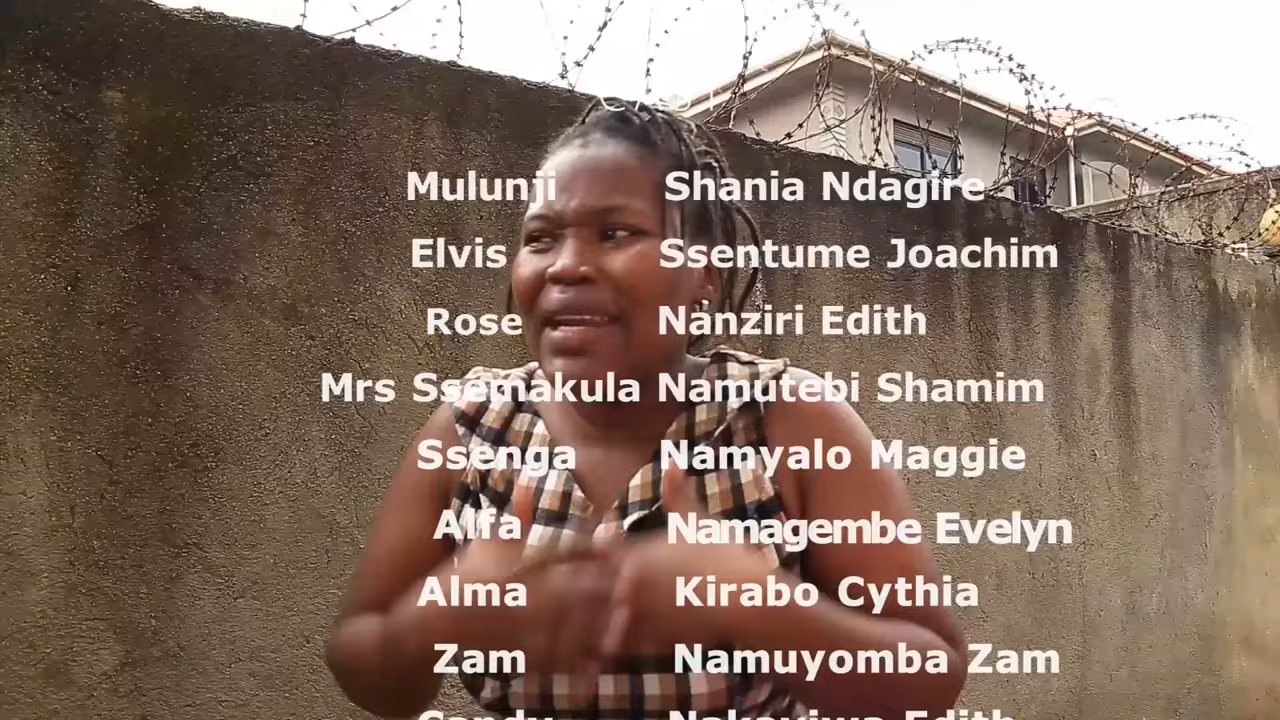 Mulunji Shania Ndagire
Elvis Ssentume Joachim
Rose Nanziri Edith
Mrs Ssemakula Namutebi Shamim
Ssenga Namyalo Maggie
Alfa Namagembe Evelyn
Alma Kirabo Cythia
Zam Namuyomba Zam
Edith